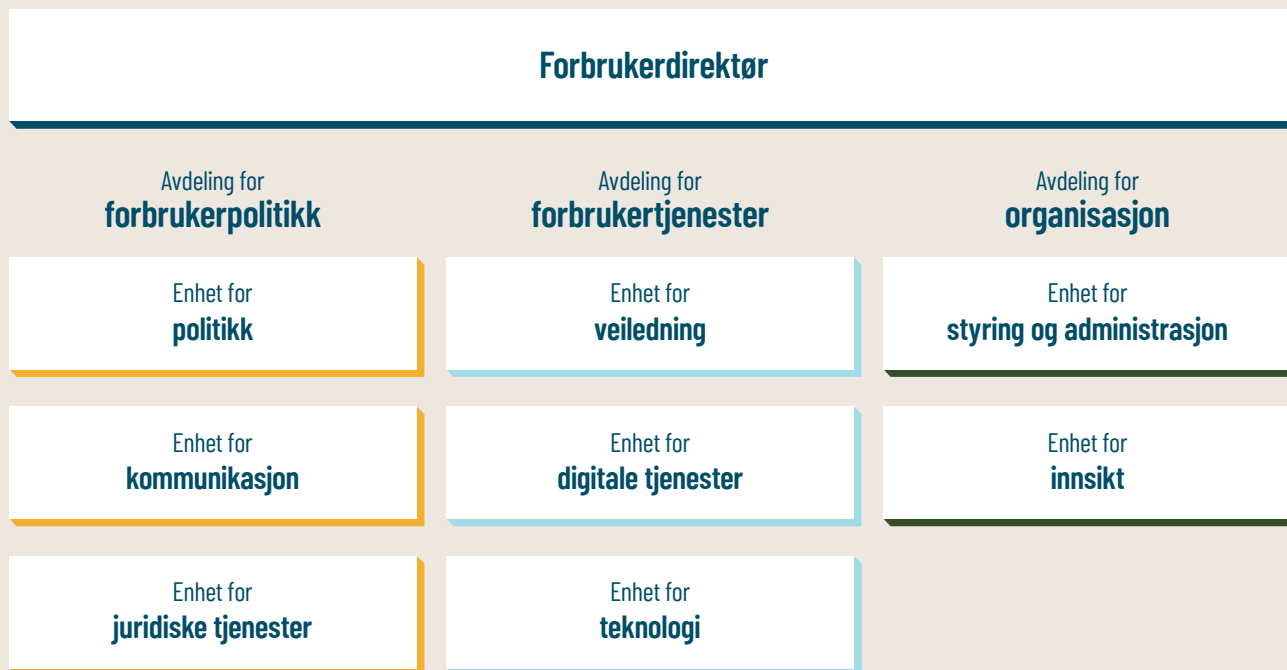 Forbrukerdirektør
Avdeling for
forbrukerpolitikk
Enhet for
politikk
Enhet for
kommunikasjon
Enhet for
juridiske tjenester
Avdeling for
forbrukertjenester
Enhet for
veiledning
Enhet for
digitale tjenester
Enhet for
teknologi
Avdeling for
organisasjon
Enhet for
styring og administrasjon
Enhet for
innsikt